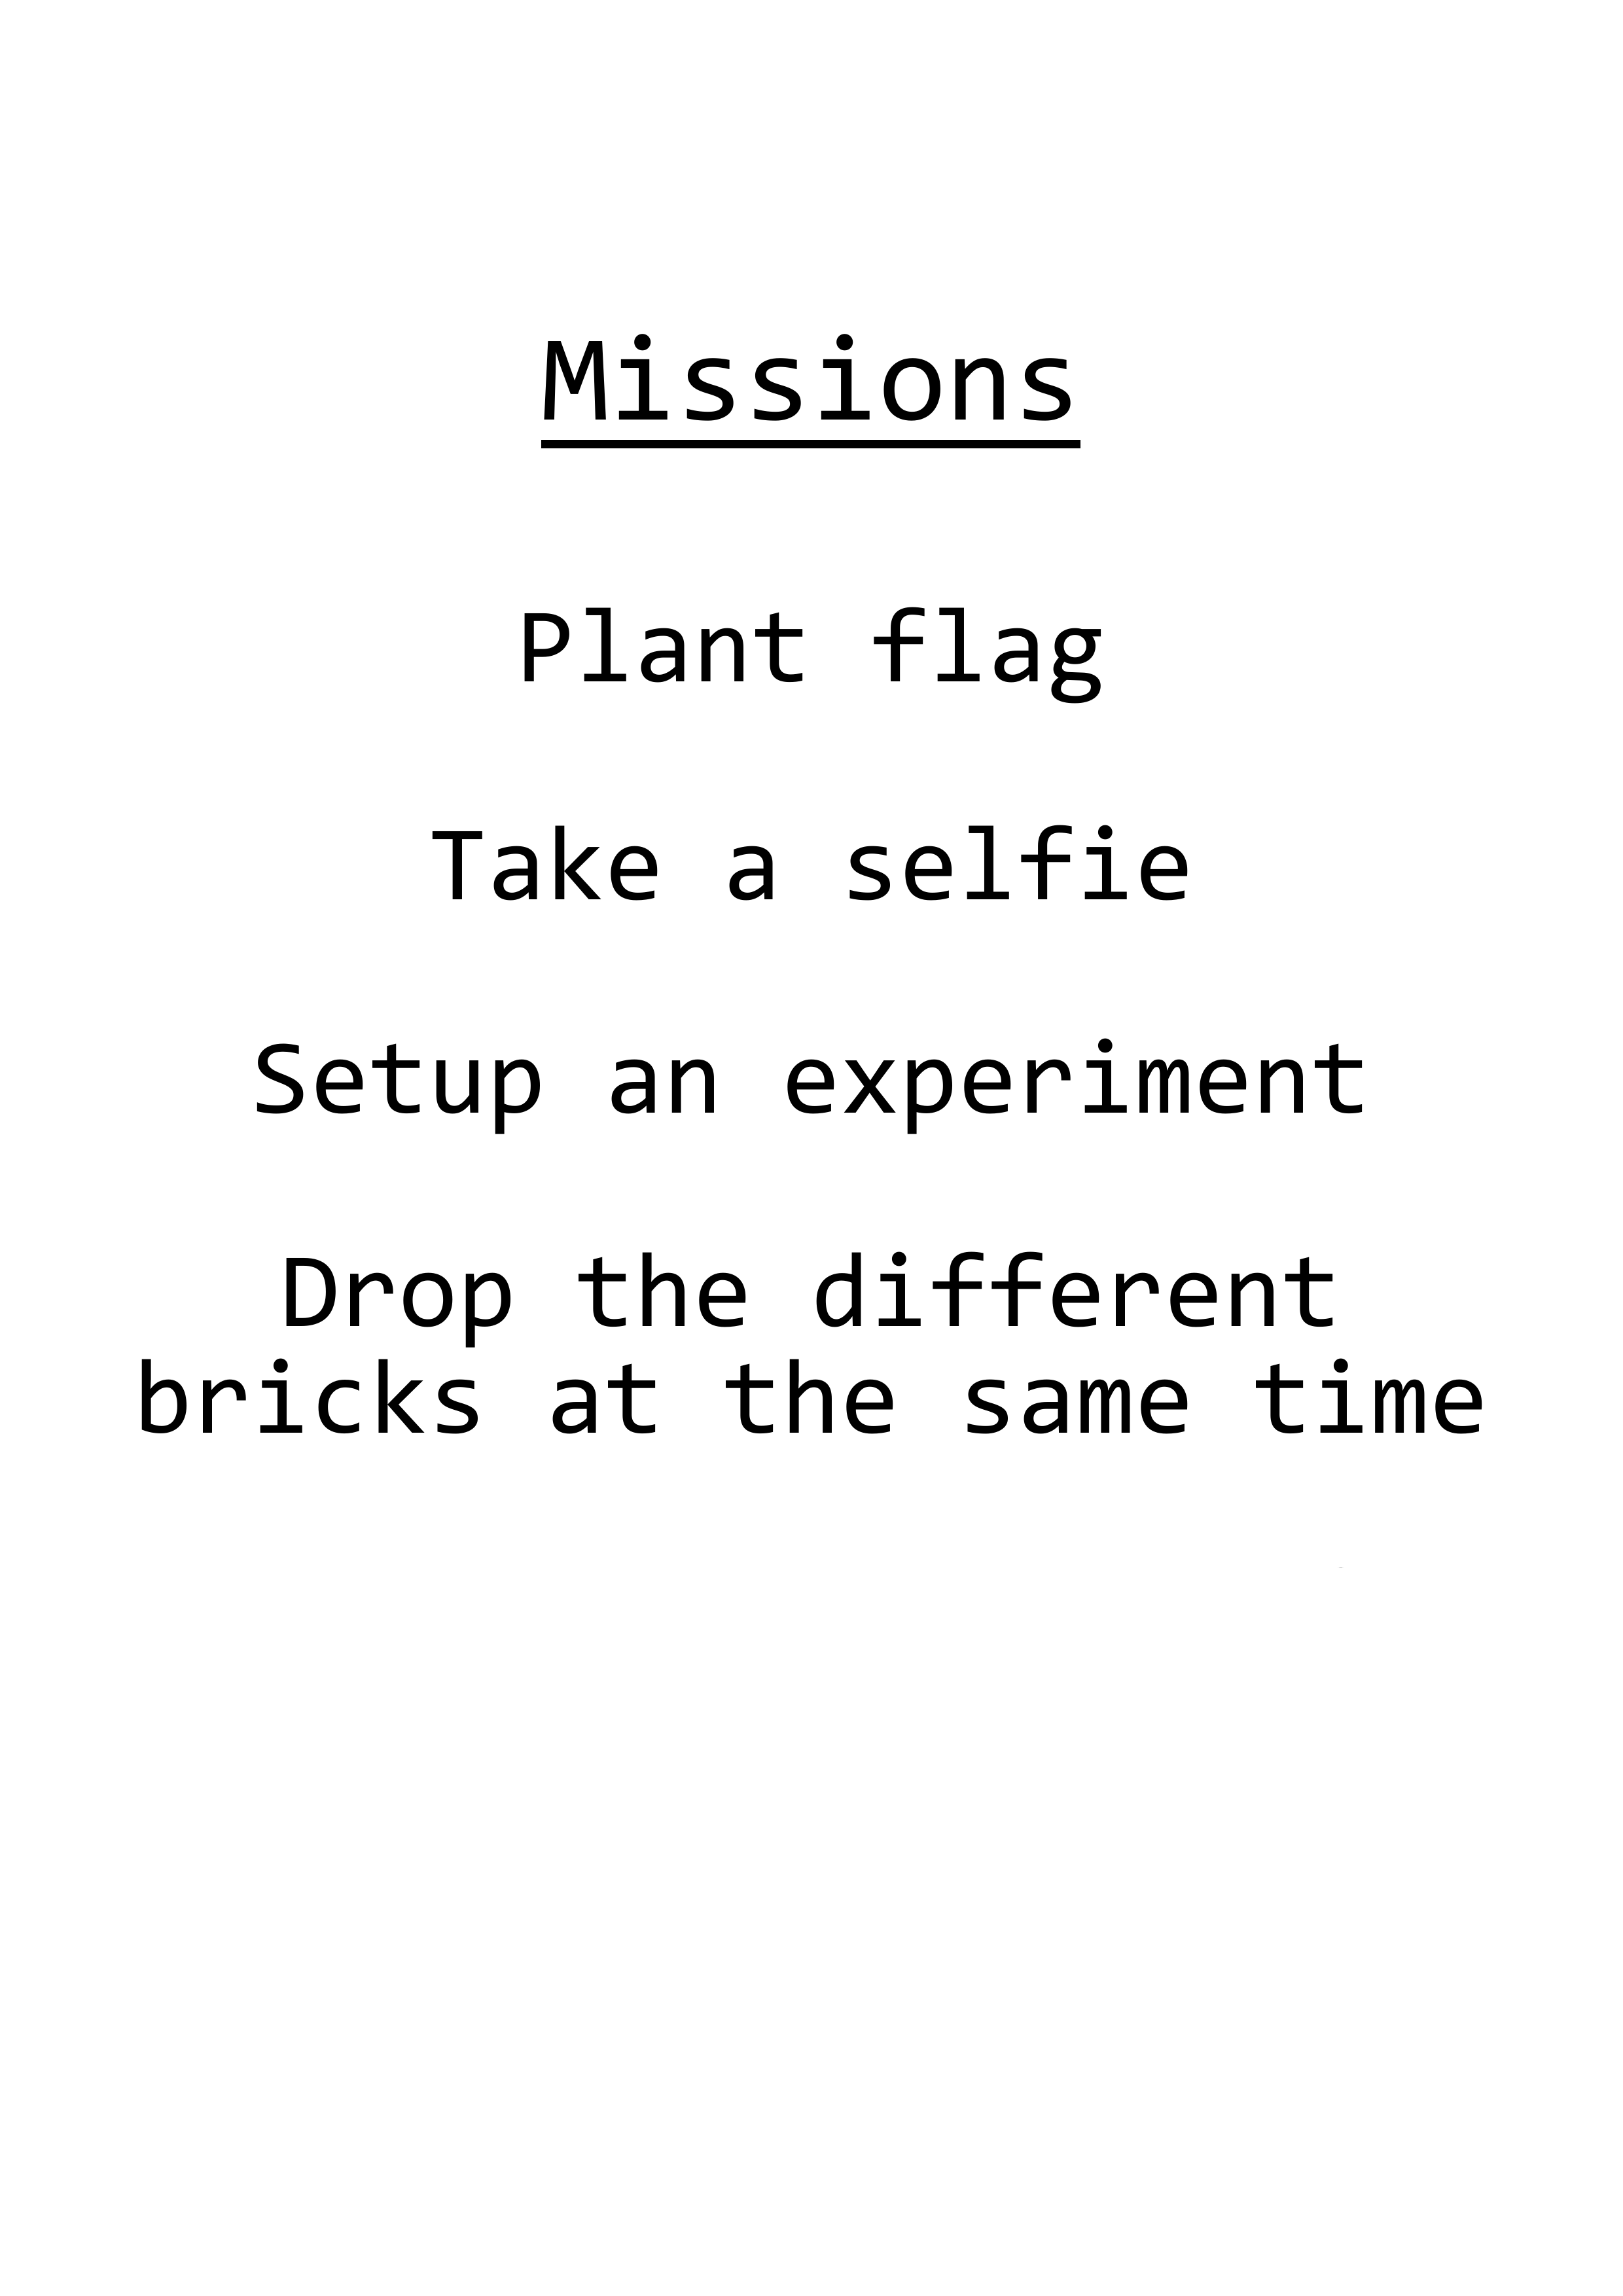 Missions
Plant flag
Take a selfie
Setup an experiment
Drop the different
bricks at the same time